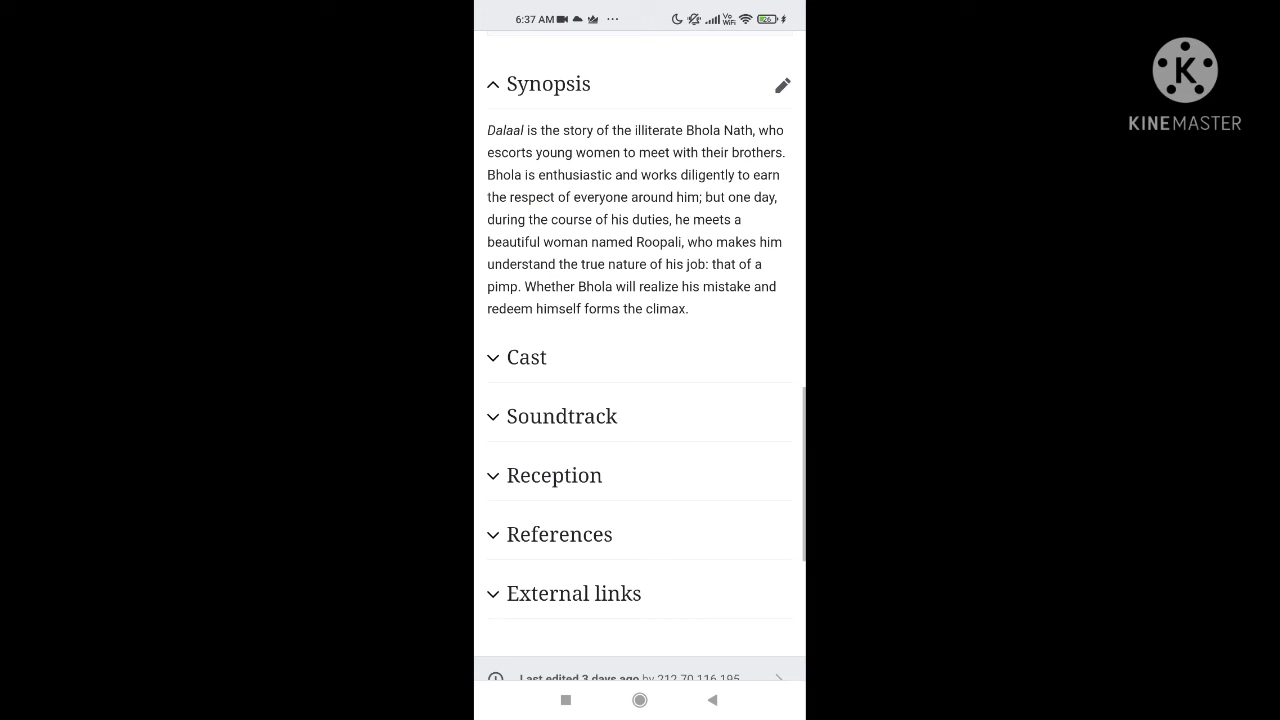 6:37 AM
Vo
WiFi
26
Synopsis
Dalaal is the story of the illiterate Bhola Nath, who
escorts young women to meet with their brothers.
Bhola is enthusiastic and works diligently to earn
the respect of everyone around him; but one day,
during the course of his duties, he meets a
beautiful woman named Roopali, who makes him
understand the true nature of his job: that of a
pimp. Whether Bhola will realize his mistake and
redeem himself forms the climax.
Cast
Soundtrack
Reception
References
External links
Last edited 3 days ago by 212.70.116.195
K
KINEMASTER